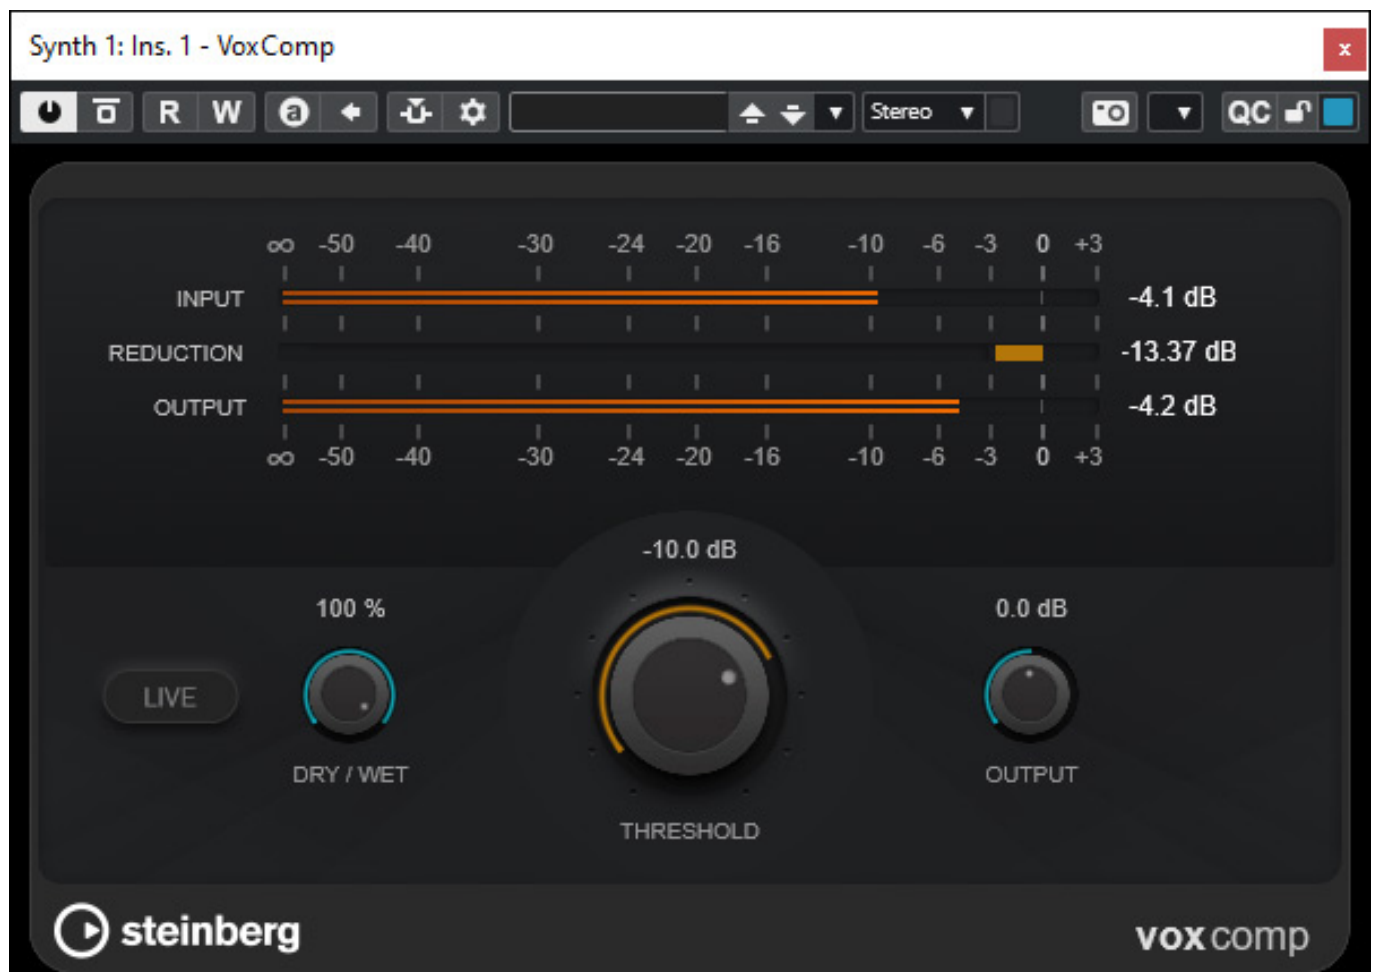 Synth 1: Ins. 1 - VoxComp
x
R W a Stereo QC
∞ -50 -40 -30 -24 -20 -16 -10 -6 -3 0 +3
INPUT -4.1 dB
REDUCTION -13.37 dB
OUTPUT -4.2 dB
∞ -50 -40 -30 -24 -20 -16 -10 -6 -3 0 +3
-10.0 dB
100 % 0.0 dB
LIVE
DRY / WET OUTPUT
THRESHOLD
steinberg voxcomp